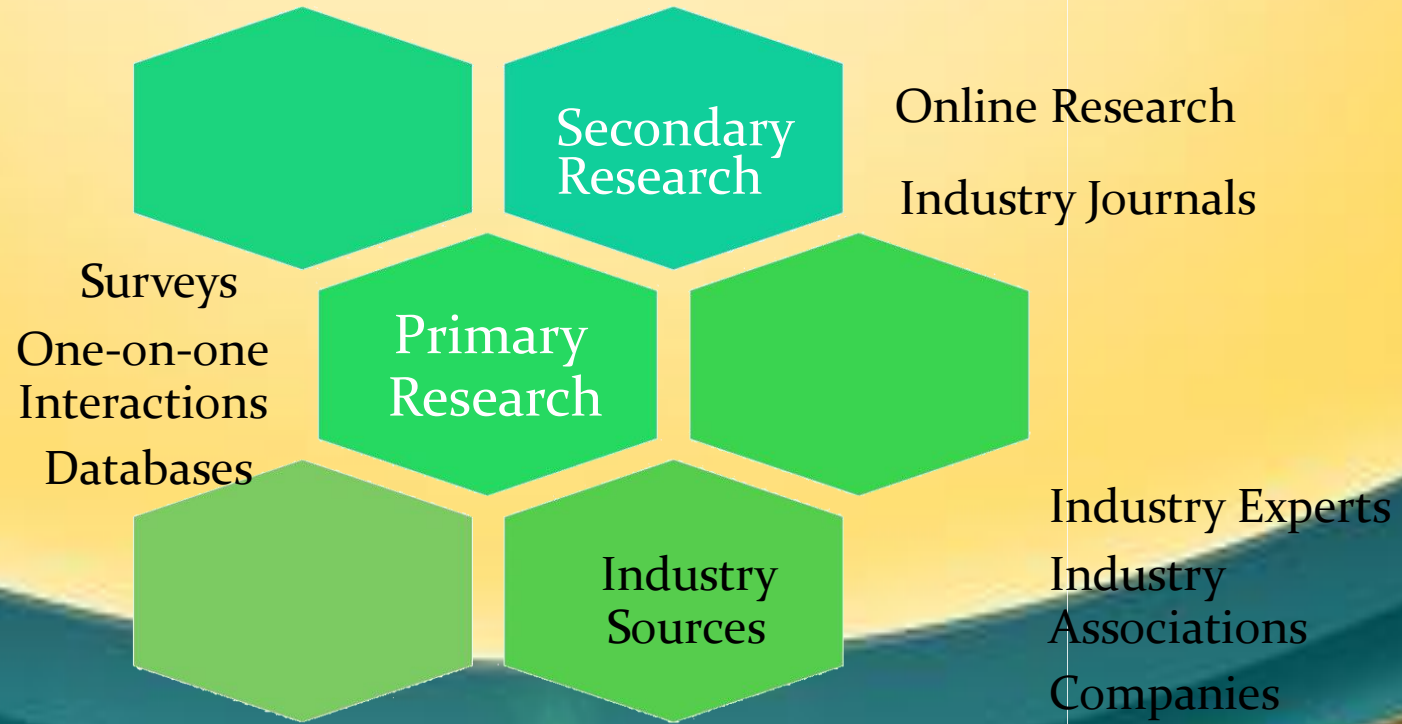 Secondary
Research
Online Research
Industry Journals
Surveys
One-on-one
Interactions
Databases
Primary
Research
Industry
Sources
Industry Experts
Industry
Associations
Companies